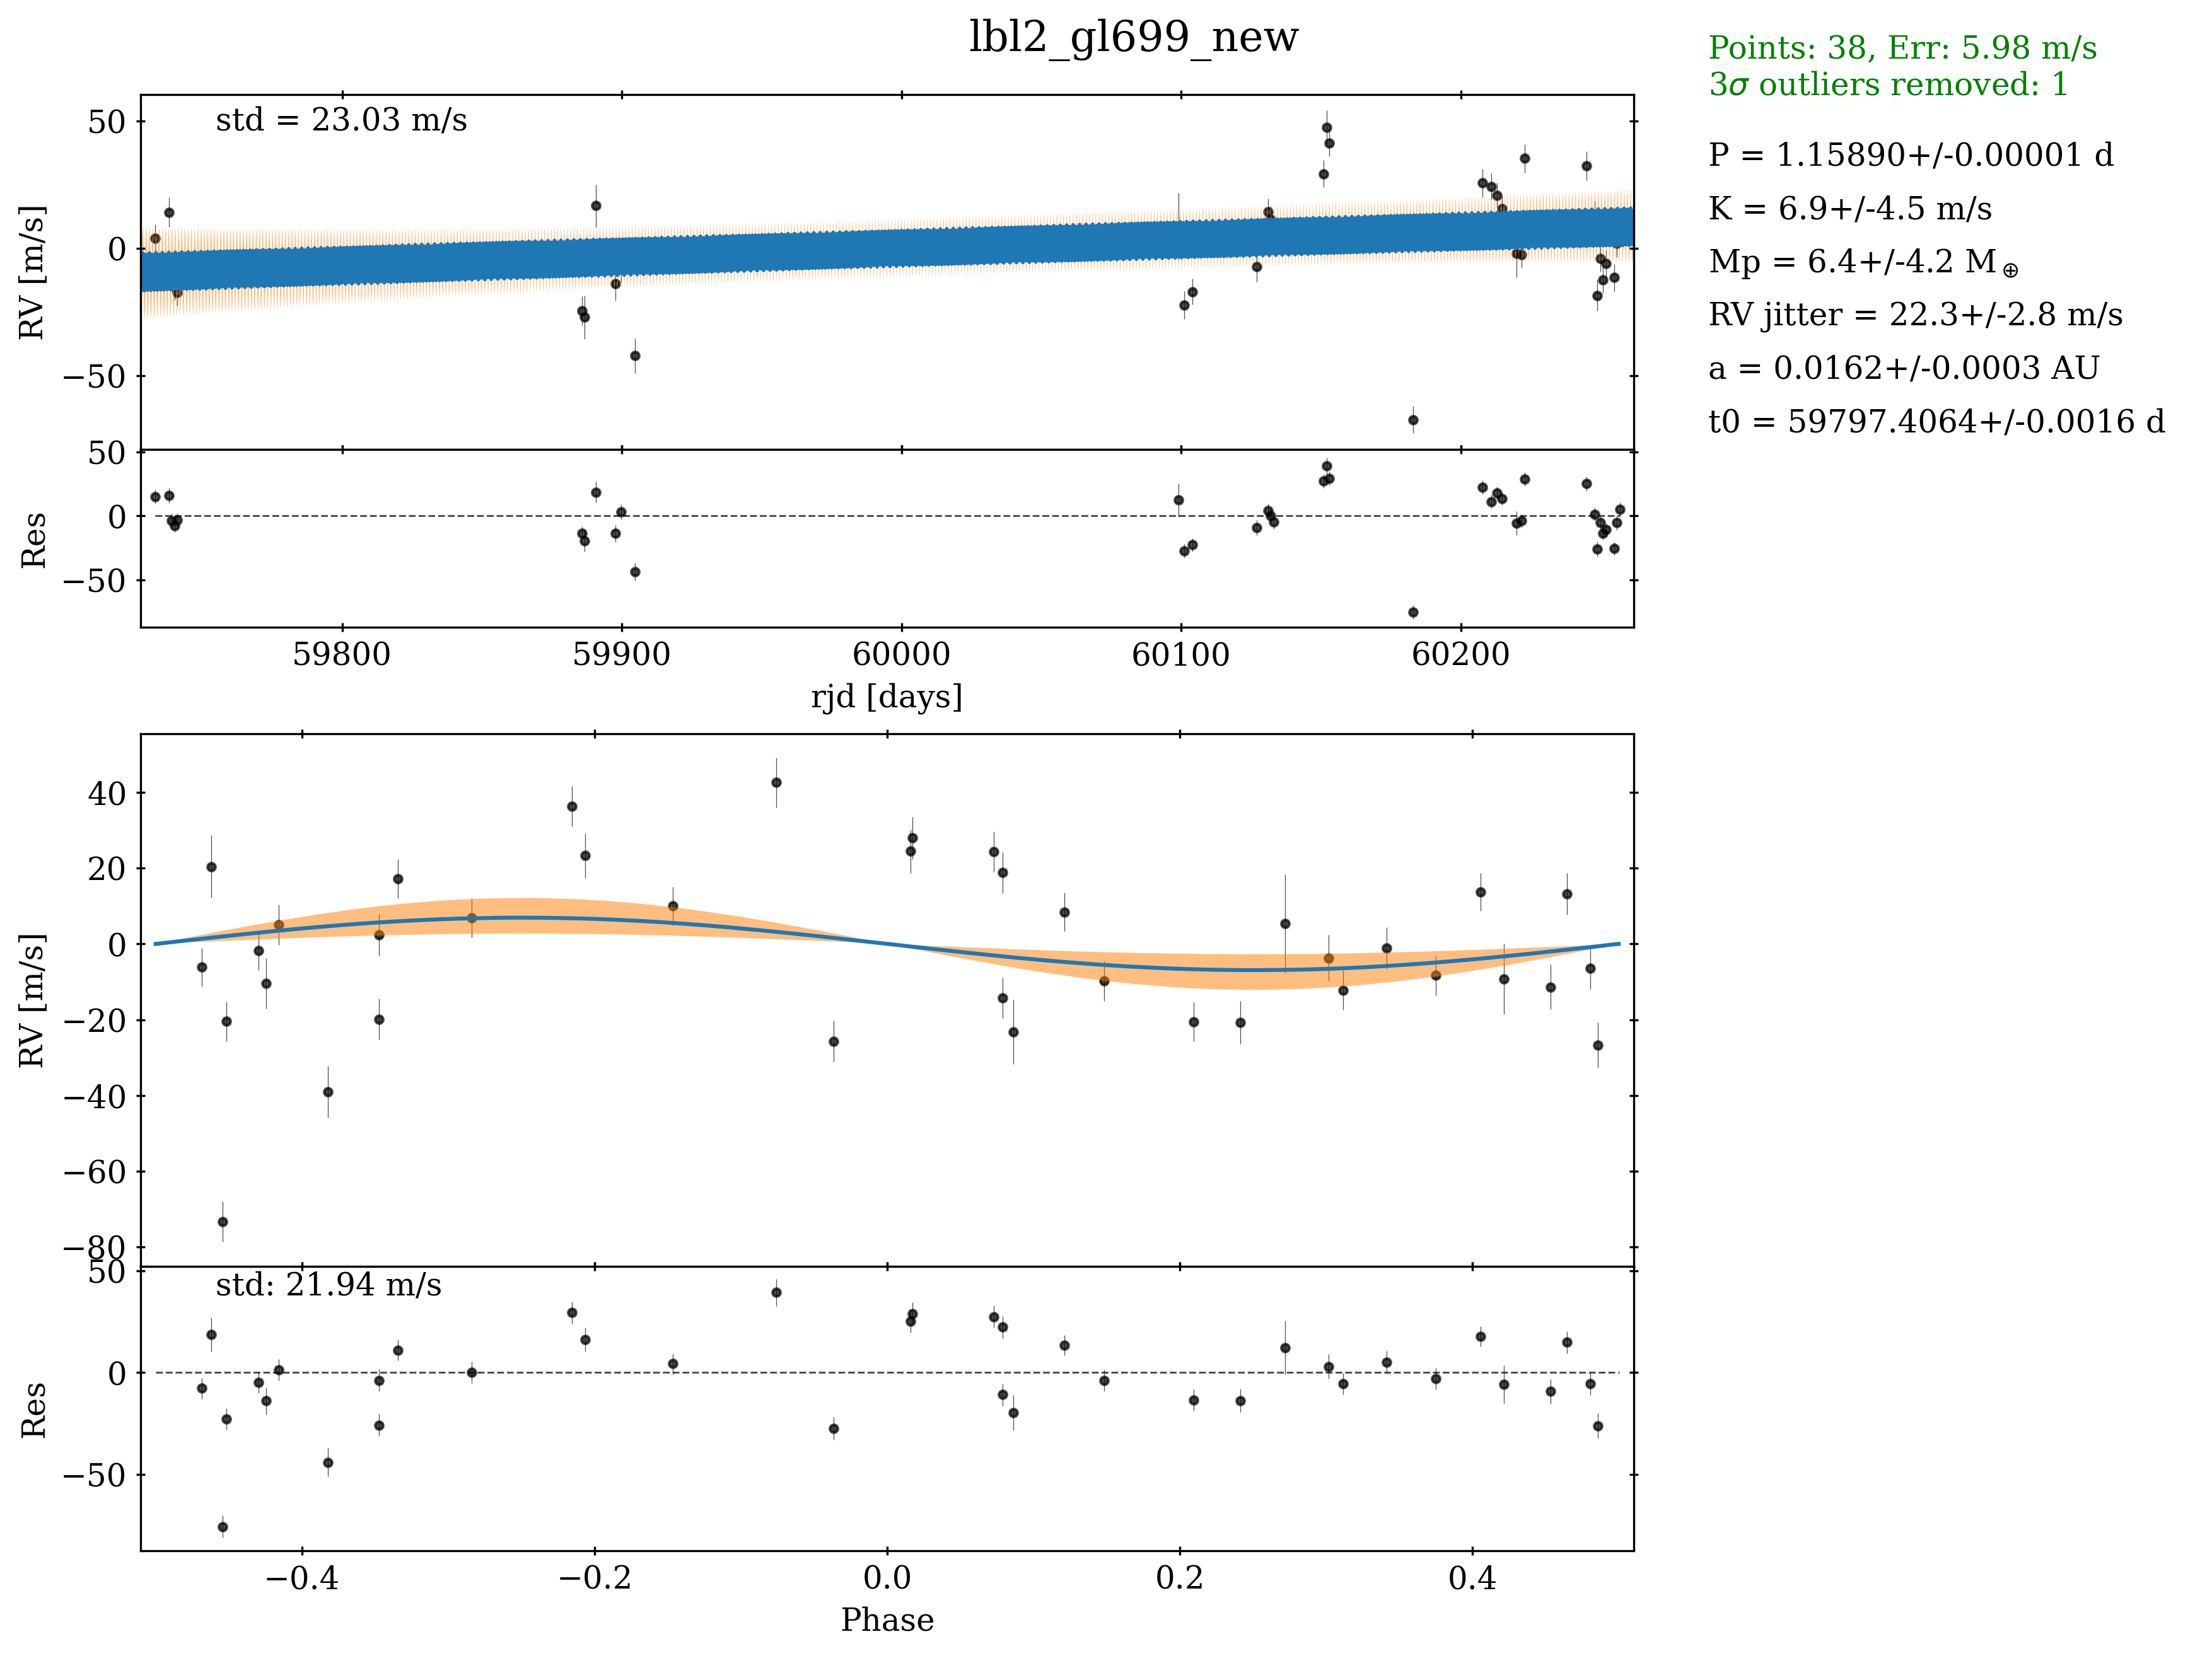 lbl2_gl699_new
Points: 38, Err: 5.98 m/s
3σ outliers removed: 1
P = 1.15890+/-0.00001 d
K = 6.9+/-4.5 m/s
Mp = 6.4+/-4.2 M⊕
RV jitter = 22.3+/-2.8 m/s
a = 0.0162+/-0.0003 AU
t0 = 59797.4064+/-0.0016 d
std = 23.03 m/s
50
0
−50
RV [m/s]
50
0
−50
Res
59800 59900 60000 60100 60200
rjd [days]
40
20
0
−20
−40
−60
−80
RV [m/s]
std: 21.94 m/s
50
0
−50
Res
−0.4 −0.2 0.0 0.2 0.4
Phase